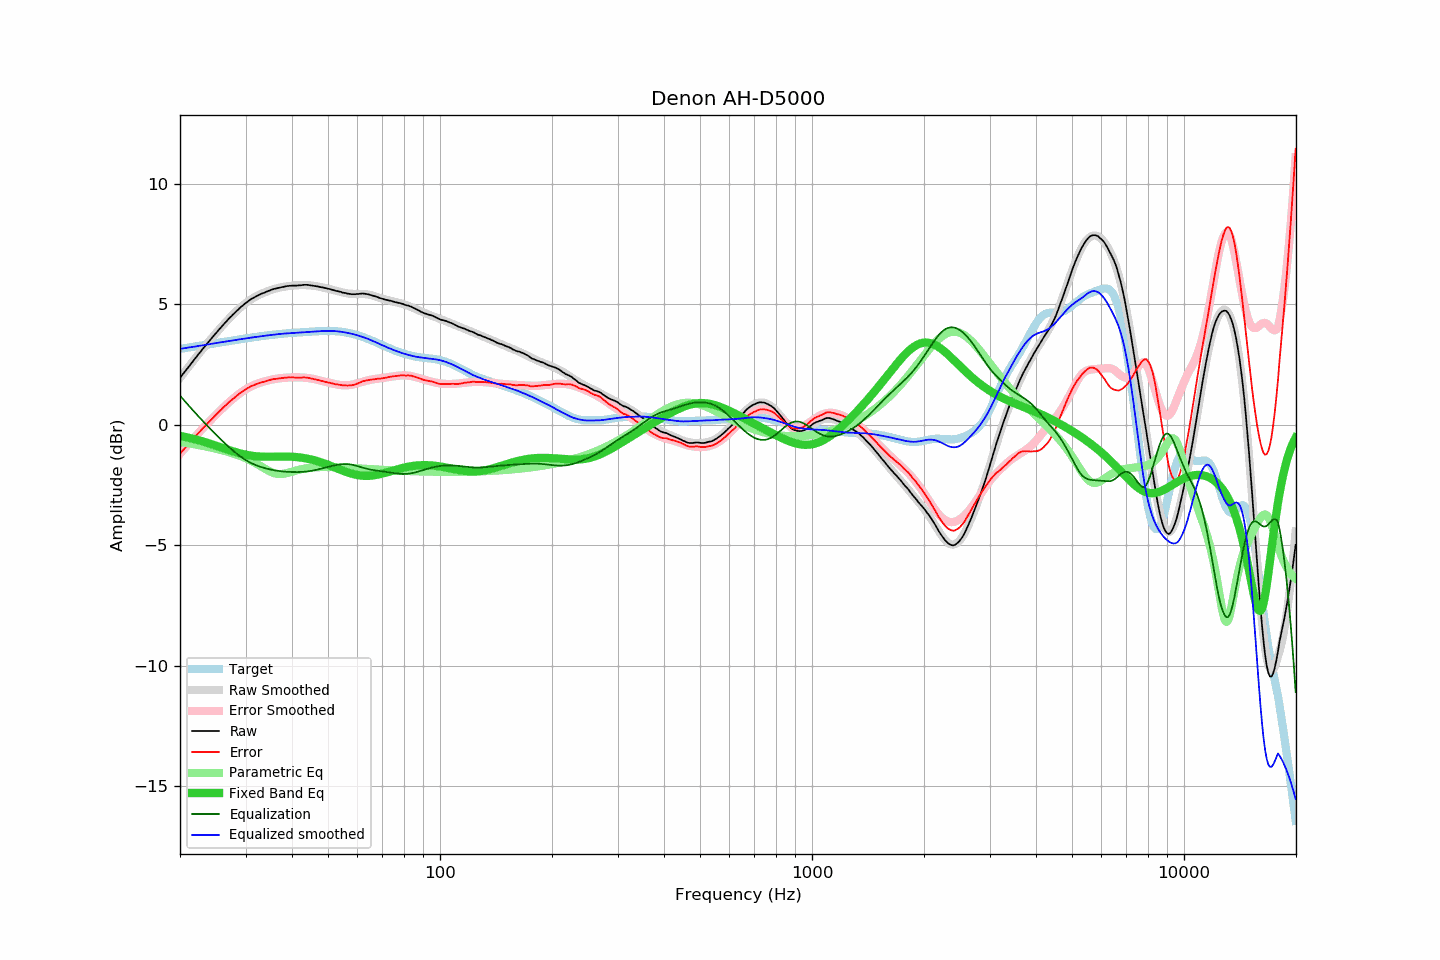 Denon AH-D5000
Amplitude (dBr)
10
5
0
−5
−10
−15
Target
Raw Smoothed
Error Smoothed
Raw
Error
Parametric Eq
Fixed Band Eq
Equalization
Equalized smoothed
100
1000
10000
Frequency (Hz)